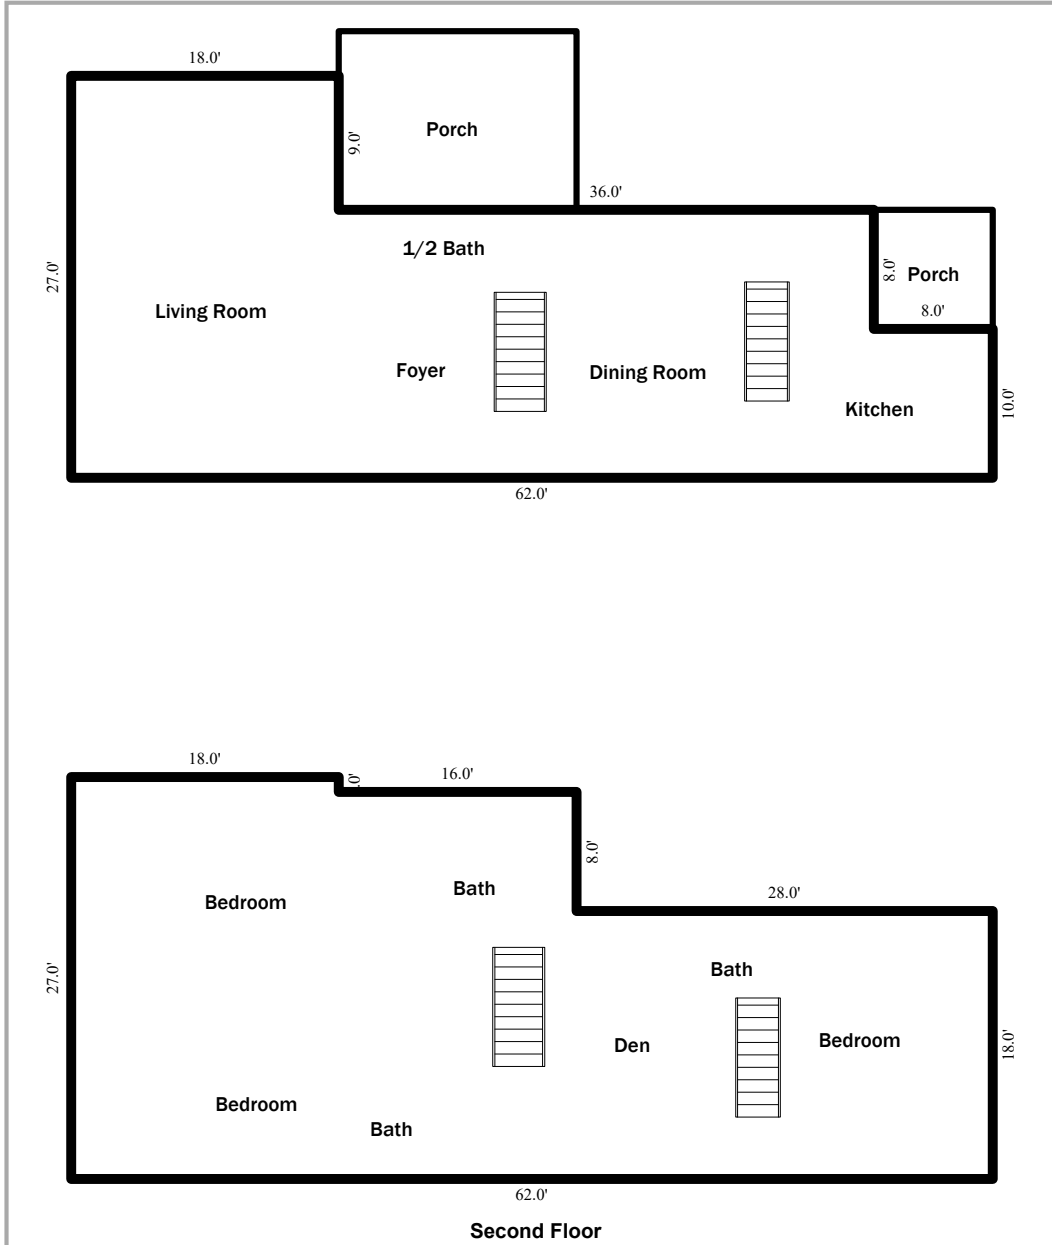 18.0'
Porch
9.0'
36.0'
1/2 Bath
27.0'
Living Room
8.0'
Porch
8.0'
Foyer
Dining Room
Kitchen
10.0'
62.0'
18.0'
16.0'
8.0'
28.0'
Bedroom
Bath
27.0'
Bath
Den
Bedroom
18.0'
Bedroom
Bath
62.0'
Second Floor